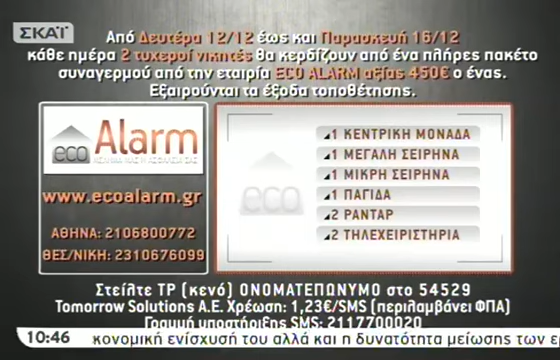 ΣΚΑΪ
Από Δευτέρα 12/12 έως και Παρασκευή 16/12
κάθε ημέρα 2 τυχεροί νικητές θα κερδίζουν από ένα πλήρες πακέτο
συναγερμού από την εταιρία ECO ALARM αξίας 450€ ο ένας.
Εξαιρούνται τα έξοδα τοποθέτησης.
eco Alarm
www.ecoalarm.gr
ΑΘΗΝΑ: 2106800772
ΘΕΣ/ΝΙΚΗ: 2310676099
eco
1 ΚΕΝΤΡΙΚΗ ΜΟΝΑΔΑ
1 ΜΕΓΑΛΗ ΣΕΙΡΗΝΑ
1 ΜΙΚΡΗ ΣΕΙΡΗΝΑ
1 ΠΑΓΙΔΑ
2 ΡΑΝΤΑΡ
2 ΤΗΛΕΧΕΙΡΙΣΤΗΡΙΑ
Στείλτε ΤΡ (κενό) ΟΝΟΜΑΤΕΠΩΝΥΜΟ στο 54529
Tomorrow Solutions A.E. Χρέωση: 1,23€/SMS (περιλαμβάνει ΦΠΑ)
Γραμμή υποστήριξης SMS: 2117700020
10:46 κονομική ενίσχυσή του αλλά και η δυνατότητα μείωσης των